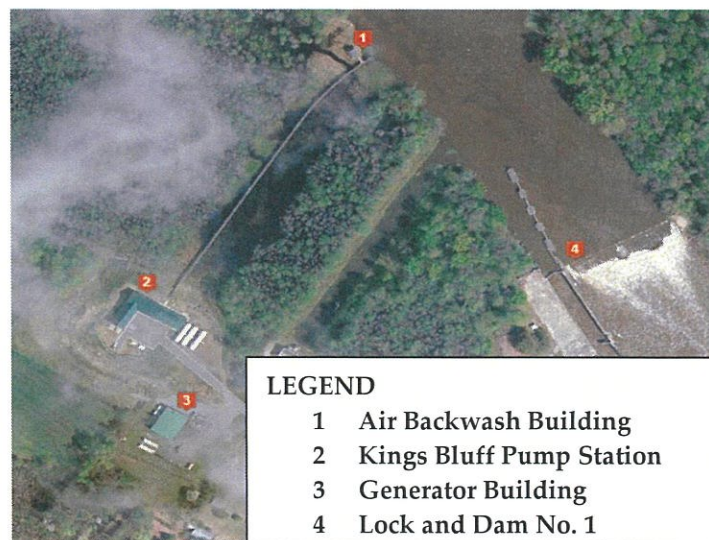 1
4
2
3
LEGEND
1 Air Backwash Building
2 Kings Bluff Pump Station
3 Generator Building
4 Lock and Dam No. 1